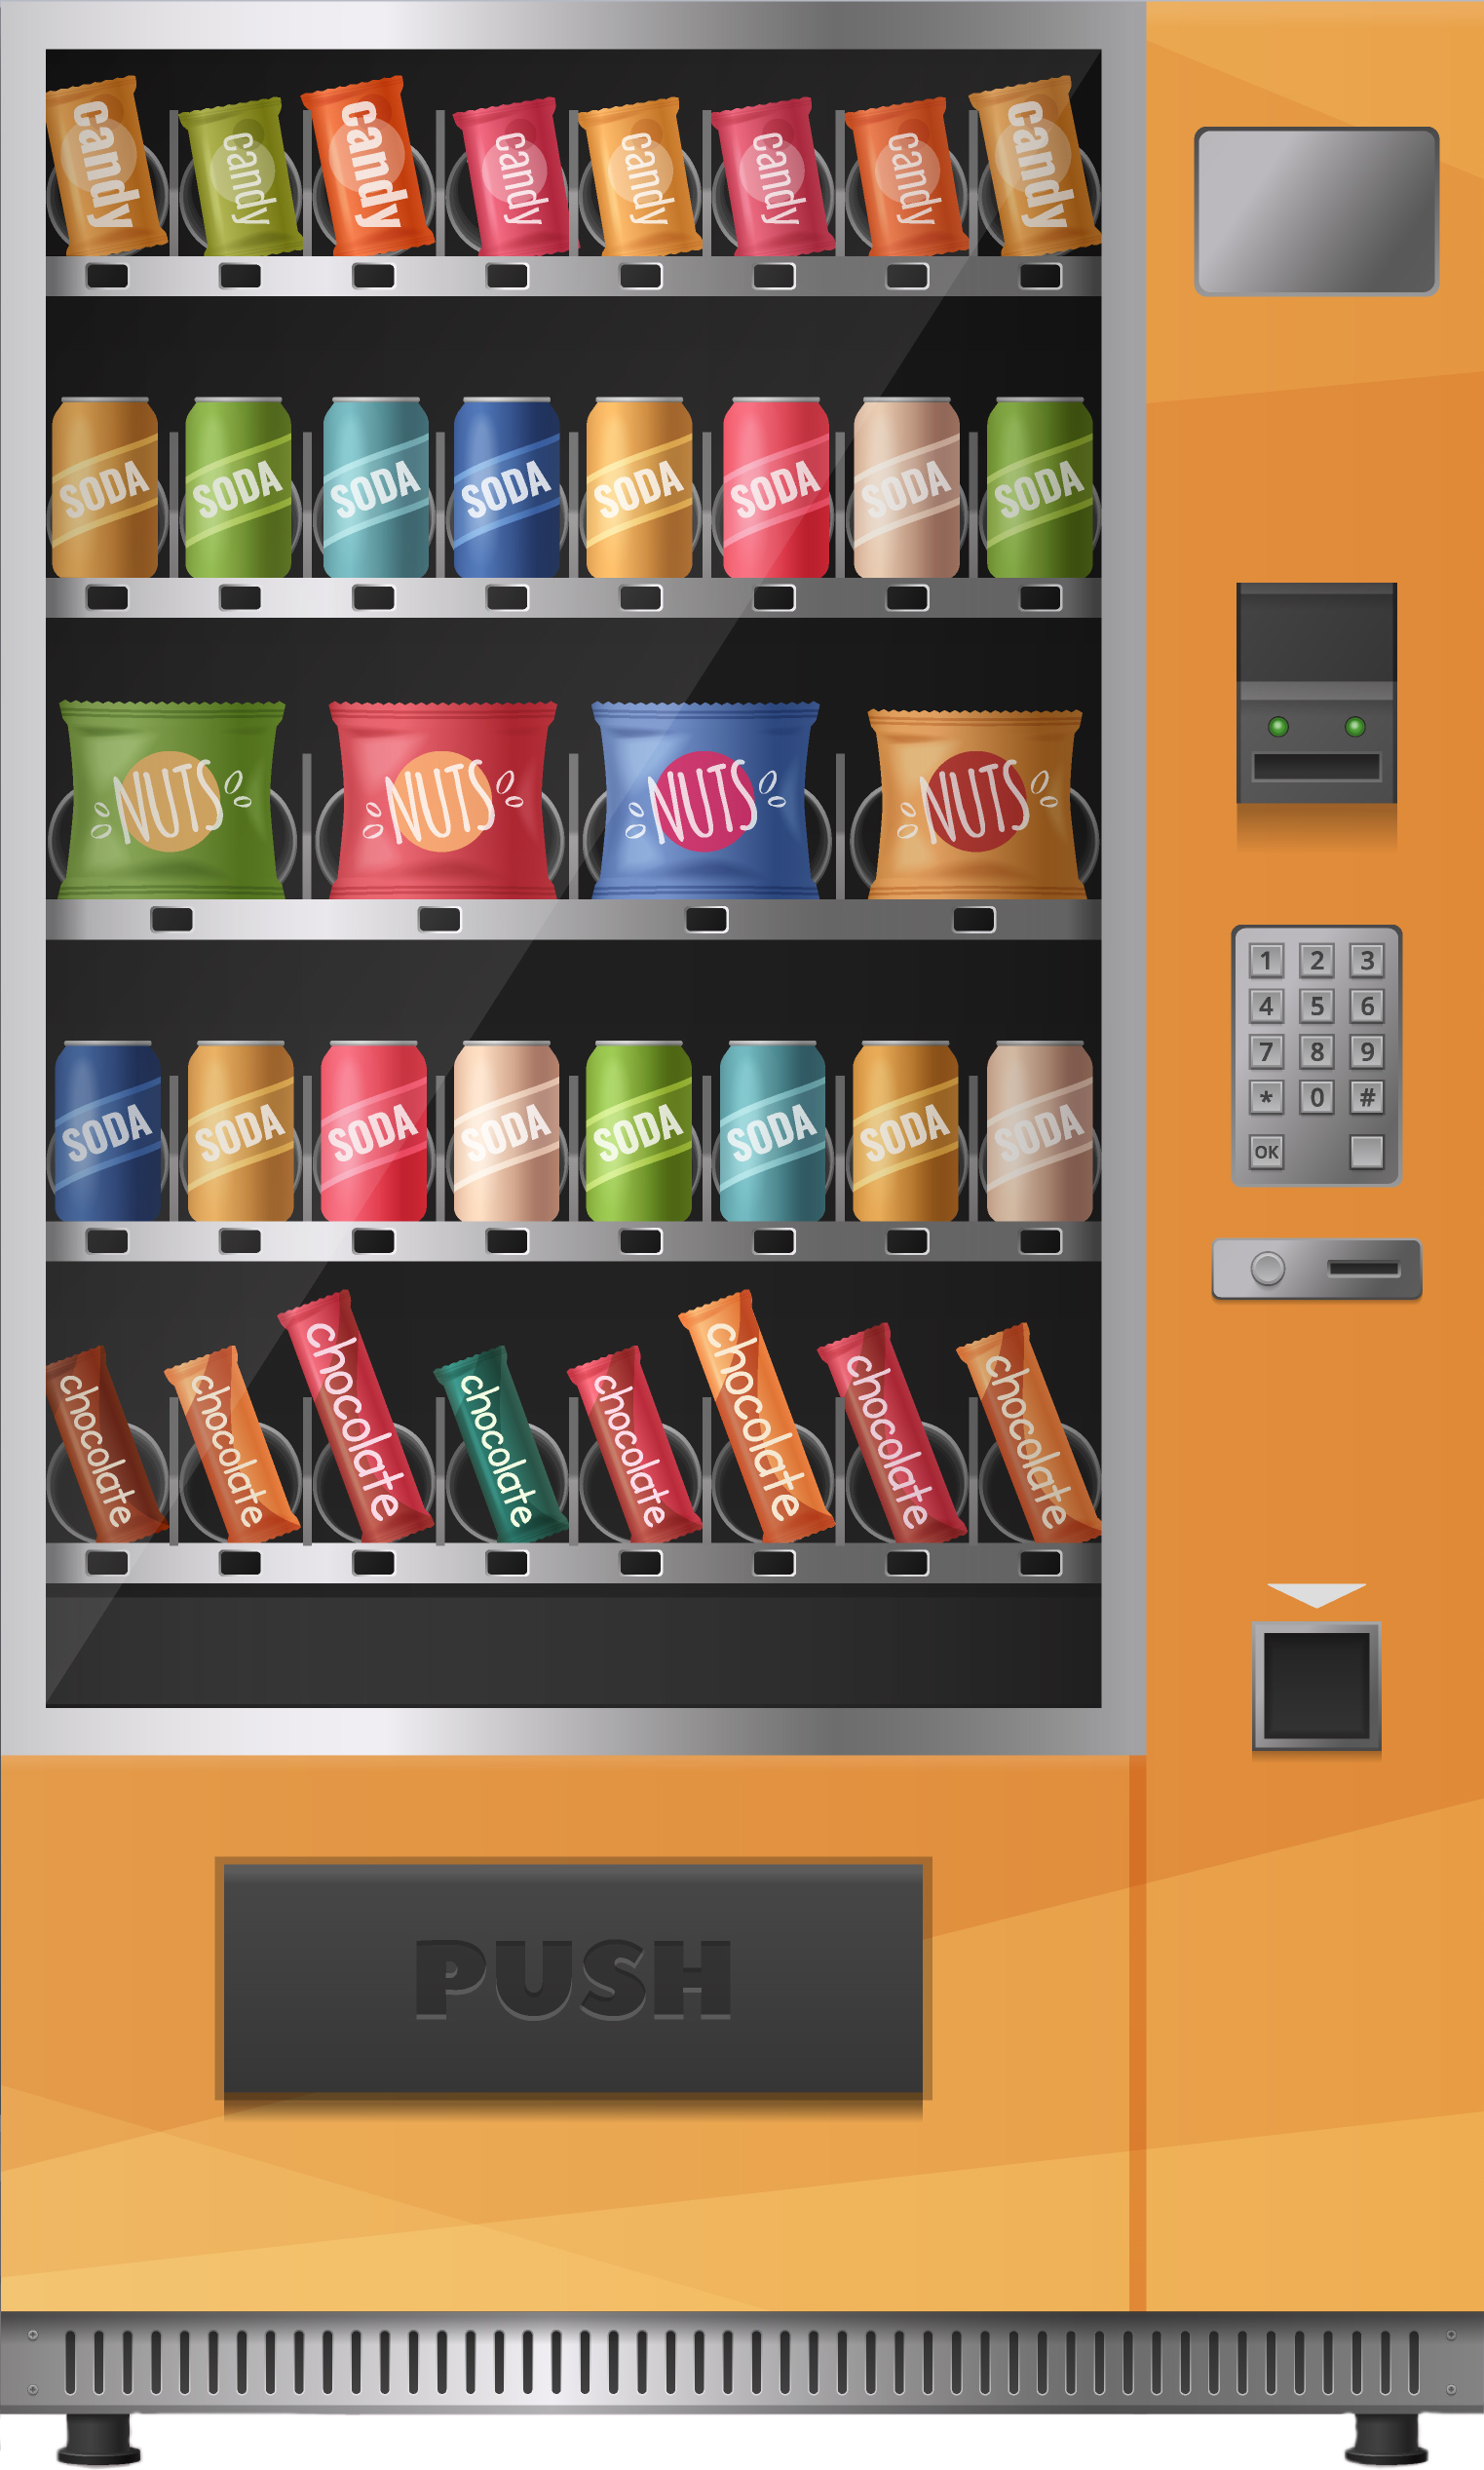 candy candy candy candy candy candy candy candy
SODA SODA SODA SODA SODA SODA SODA SODA
NUTS NUTS NUTS NUTS
SODA SODA SODA SODA SODA SODA SODA SODA
chocolate chocolate chocolate chocolate chocolate chocolate chocolate chocolate
1 2 3
4 5 6
7 8 9
* 0 #
OK
PUSH